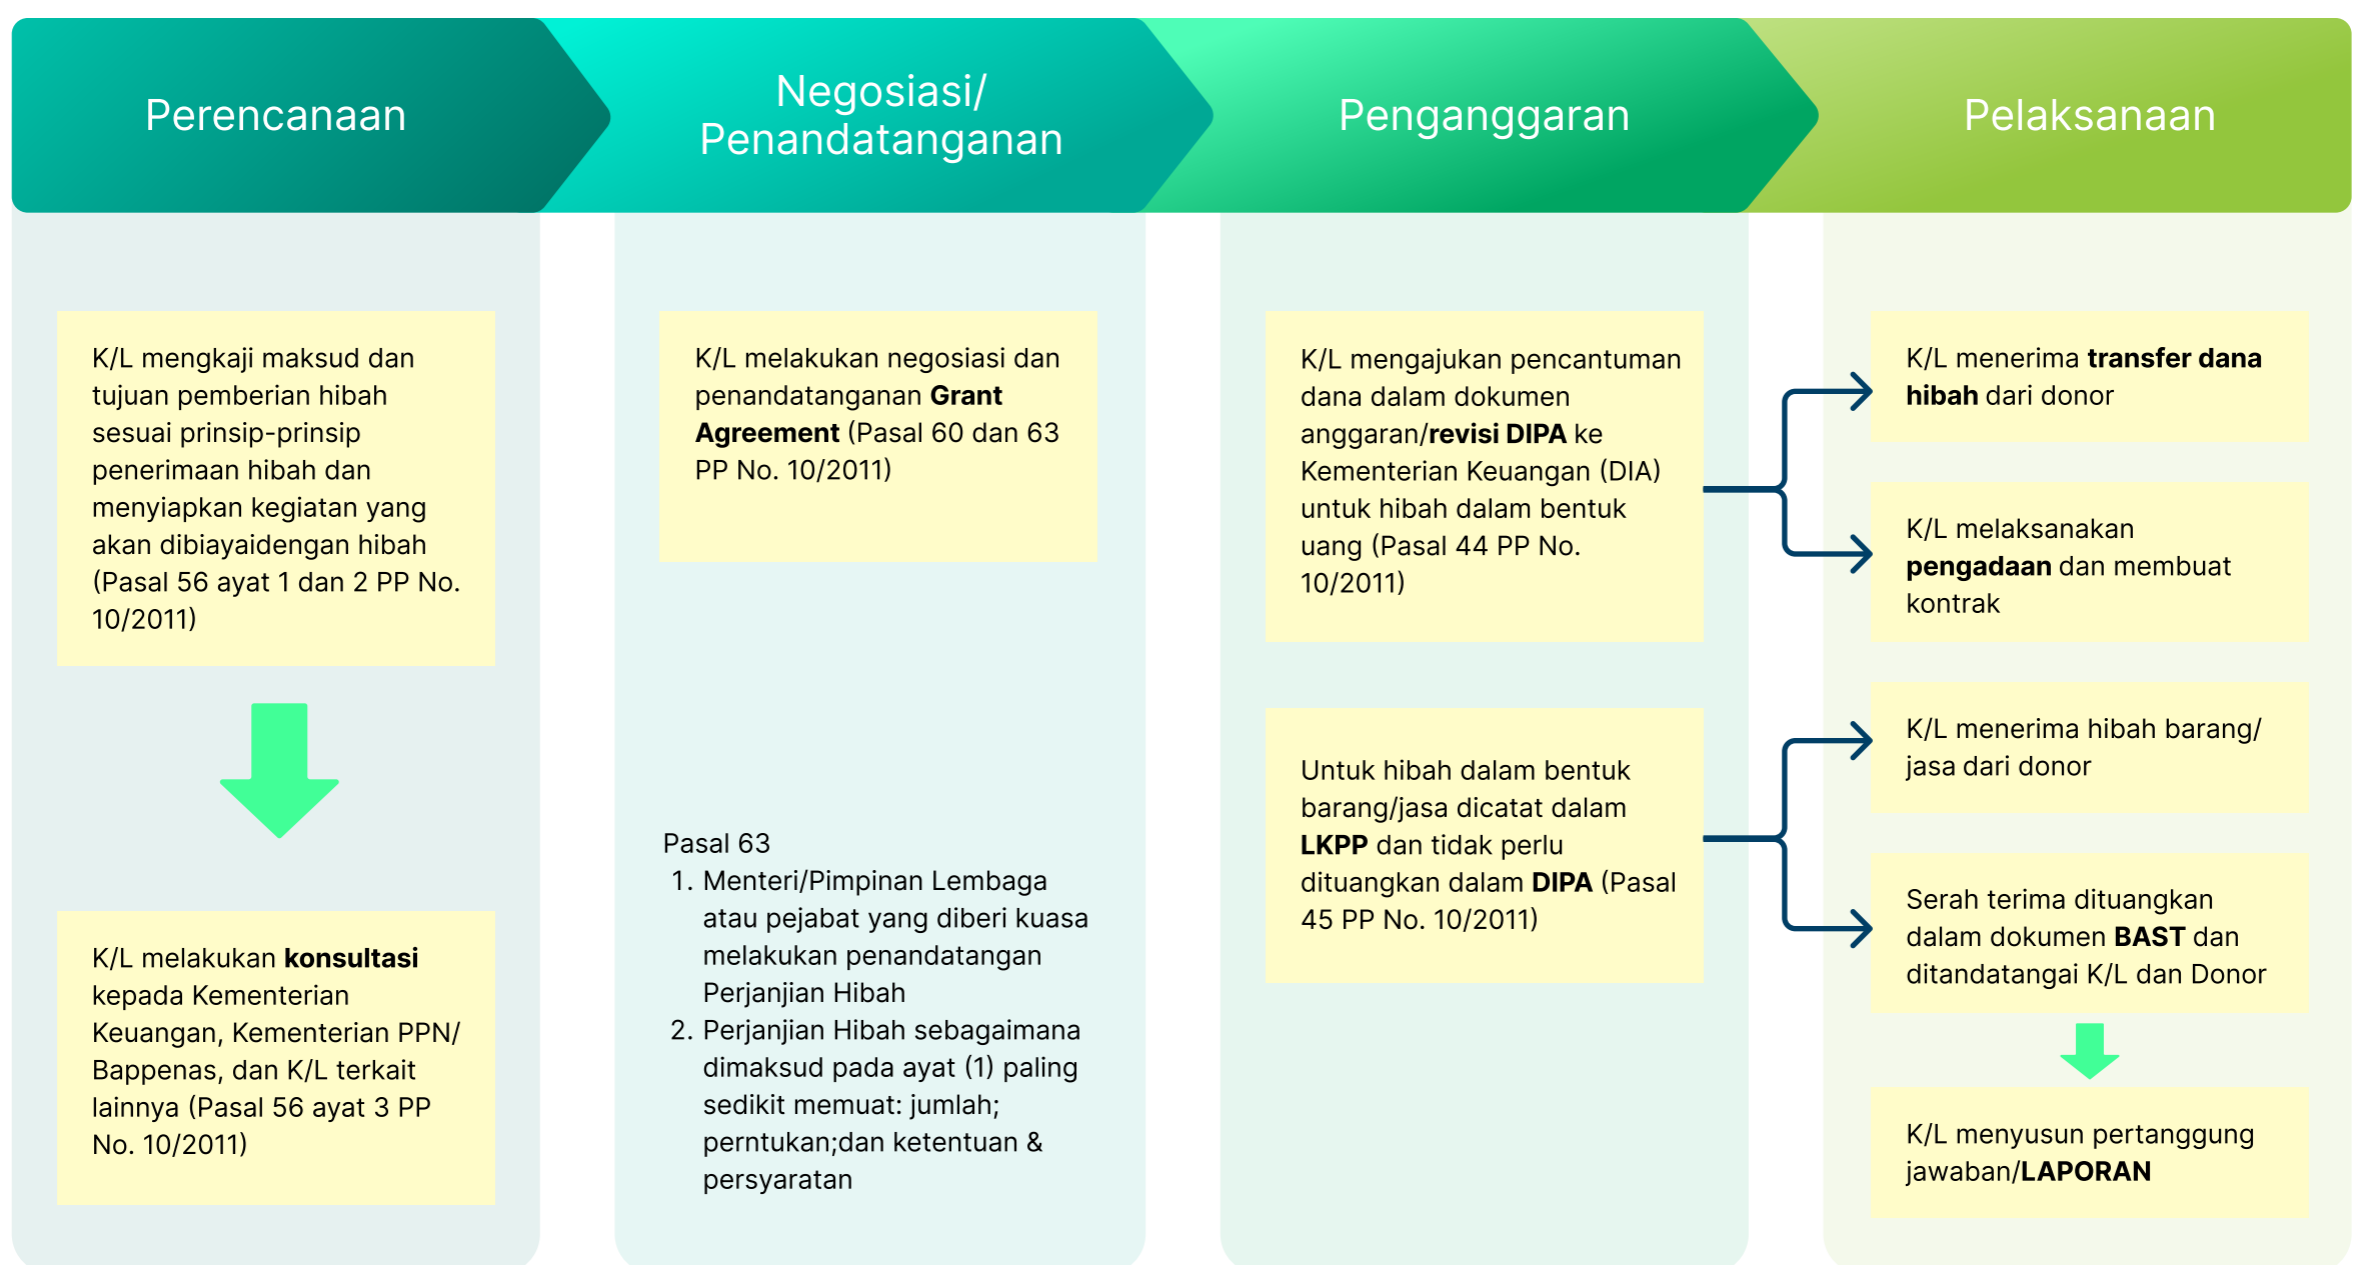 Perencanaan
Negosiasi/
Penandatanganan
Penganggaran
Pelaksanaan
K/L mengkaji maksud dan
tujuan pemberian hibah
sesuai prinsip-prinsip
penerimaan hibah dan
menyiapkan kegiatan yang
akan dibiayaidengan hibah
(Pasal 56 ayat 1 dan 2 PP No.
10/2011)
K/L melakukan konsultasi
kepada Kementerian
Keuangan, Kementerian PPN/
Bappenas, dan K/L terkait
lainnya (Pasal 56 ayat 3 PP
No. 10/2011)
K/L melakukan negosiasi dan
penandatanganan Grant
Agreement (Pasal 60 dan 63
PP No. 10/2011)
Pasal 63
1. Menteri/Pimpinan Lembaga
atau pejabat yang diberi kuasa
melakukan penandatangan
Perjanjian Hibah
2. Perjanjian Hibah sebagaimana
dimaksud pada ayat (1) paling
sedikit memuat: jumlah;
perntukan;dan ketentuan &
persyaratan
K/L mengajukan pencantuman
dana dalam dokumen
anggaran/revisi DIPA ke
Kementerian Keuangan (DIA)
untuk hibah dalam bentuk
uang (Pasal 44 PP No.
10/2011)
Untuk hibah dalam bentuk
barang/jasa dicatat dalam
LKPP dan tidak perlu
dituangkan dalam DIPA (Pasal
45 PP No. 10/2011)
K/L menerima transfer dana
hibah dari donor
K/L melaksanakan
pengadaan dan membuat
kontrak
K/L menerima hibah barang/
jasa dari donor
Serah terima dituangkan
dalam dokumen BAST dan
ditandatangai K/L dan Donor
K/L menyusun pertanggung
jawaban/LAPORAN